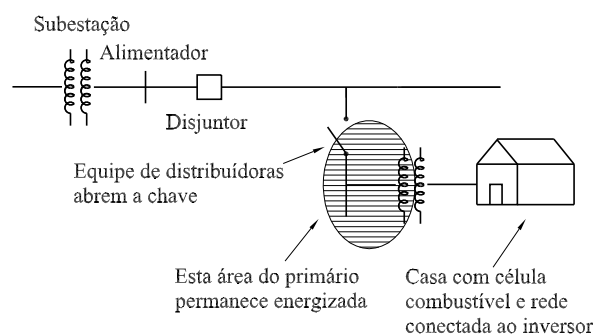 Subestação
Alimentador
Disjuntor
Equipe de distribuídoras
abrem a chave
Esta área do primário
permanece energizada
Casa com célula
combustível e rede
conectada ao inversor